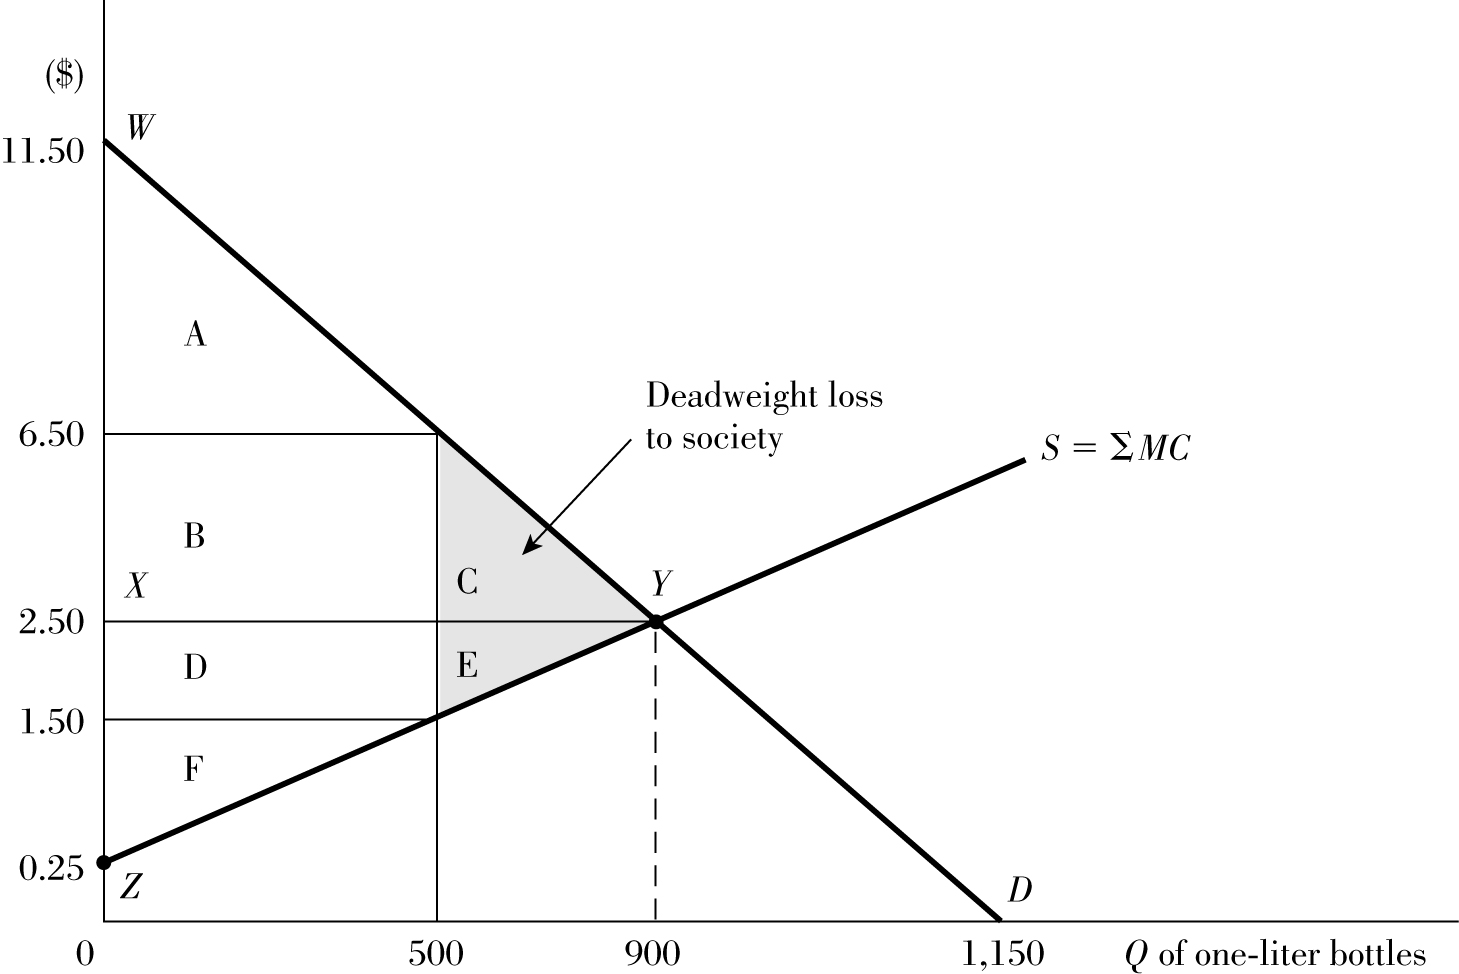 ($)
W
11.50
A
Deadweight loss
to society
6.50
S = ΣMC
B
X
C
Y
2.50
D
E
1.50
F
0.25
Z
D
0
500
900
1,150
Q of one-liter bottles